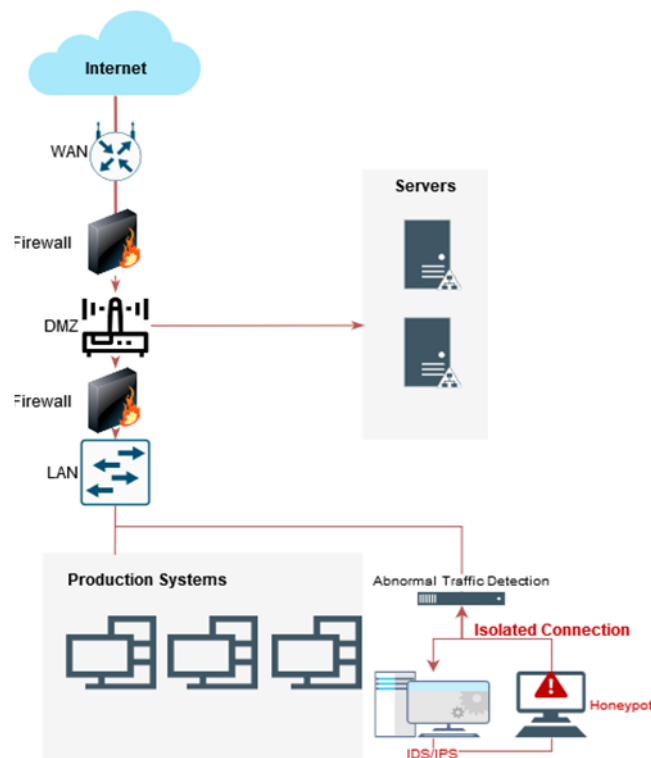 Internet
WAN
Servers
Firewall
DMZ
Firewall
LAN
Production Systems
Abnormal Traffic Detection
Isolated Connection
Honeypot
IDS/IPS